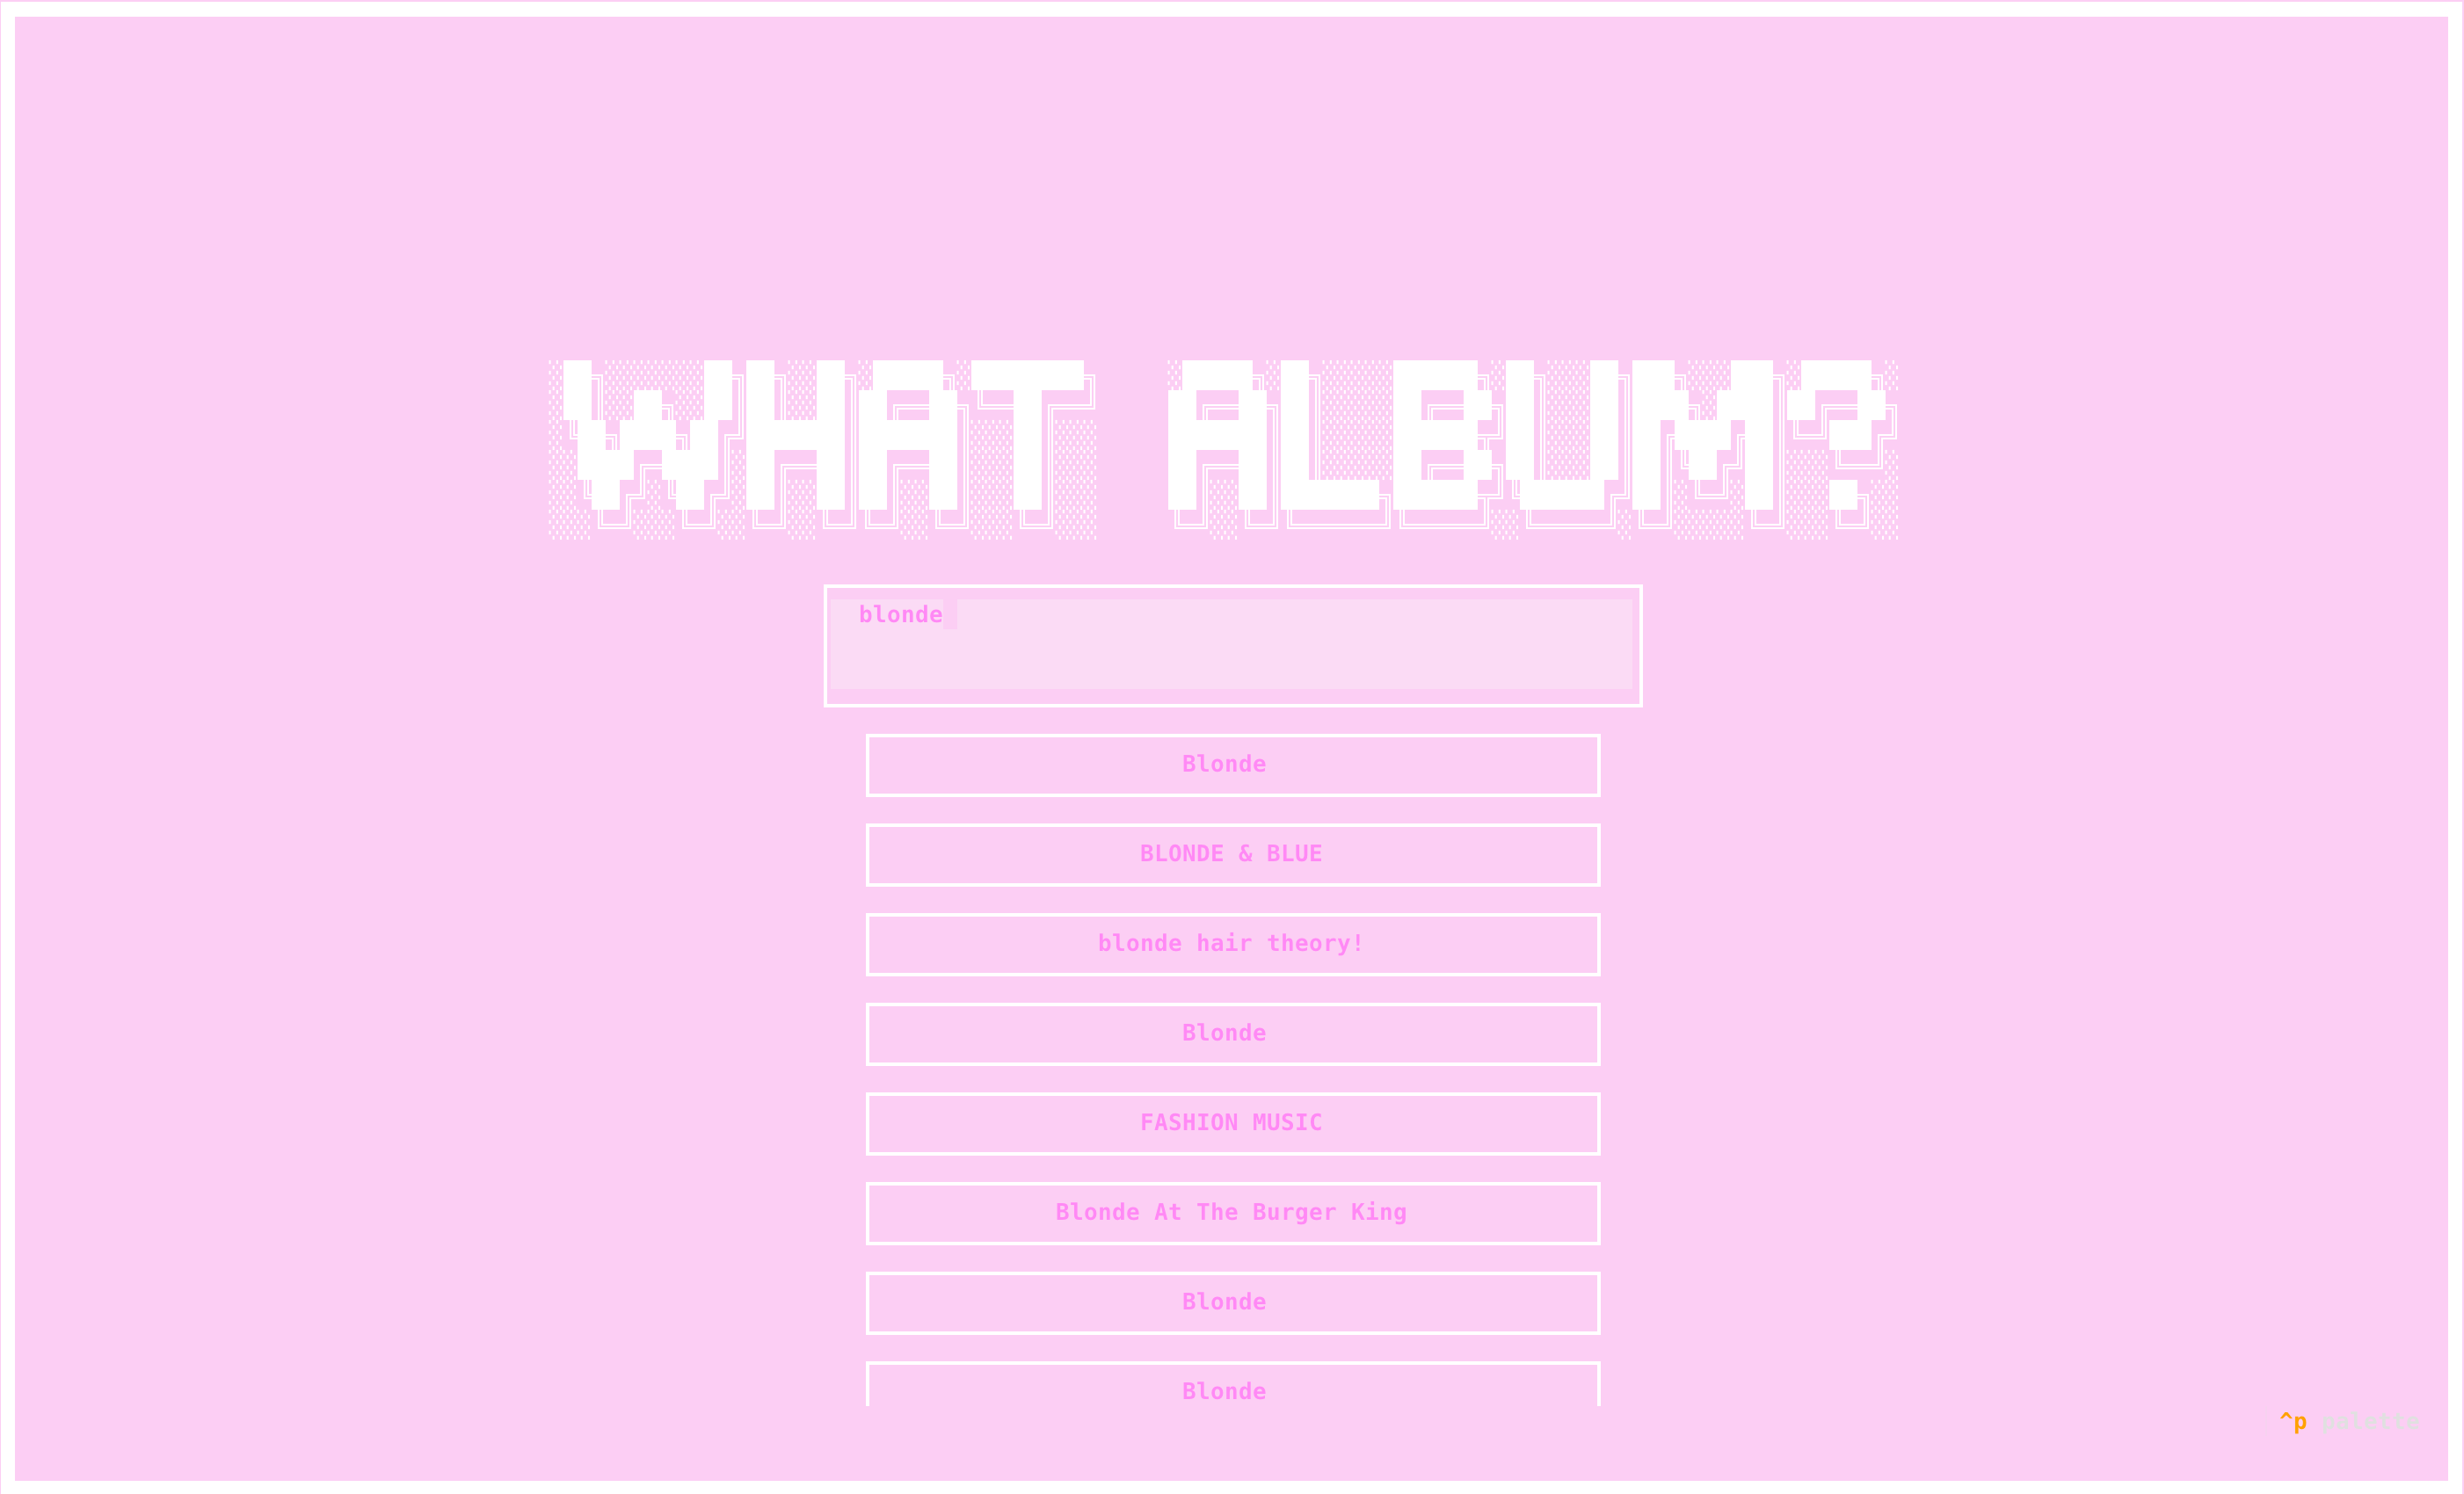 WHAT ALBUM?
blonde
Blonde
BLONDE & BLUE
blonde hair theory!
Blonde
FASHION MUSIC
Blonde At The Burger King
Blonde
Blonde
^p palette